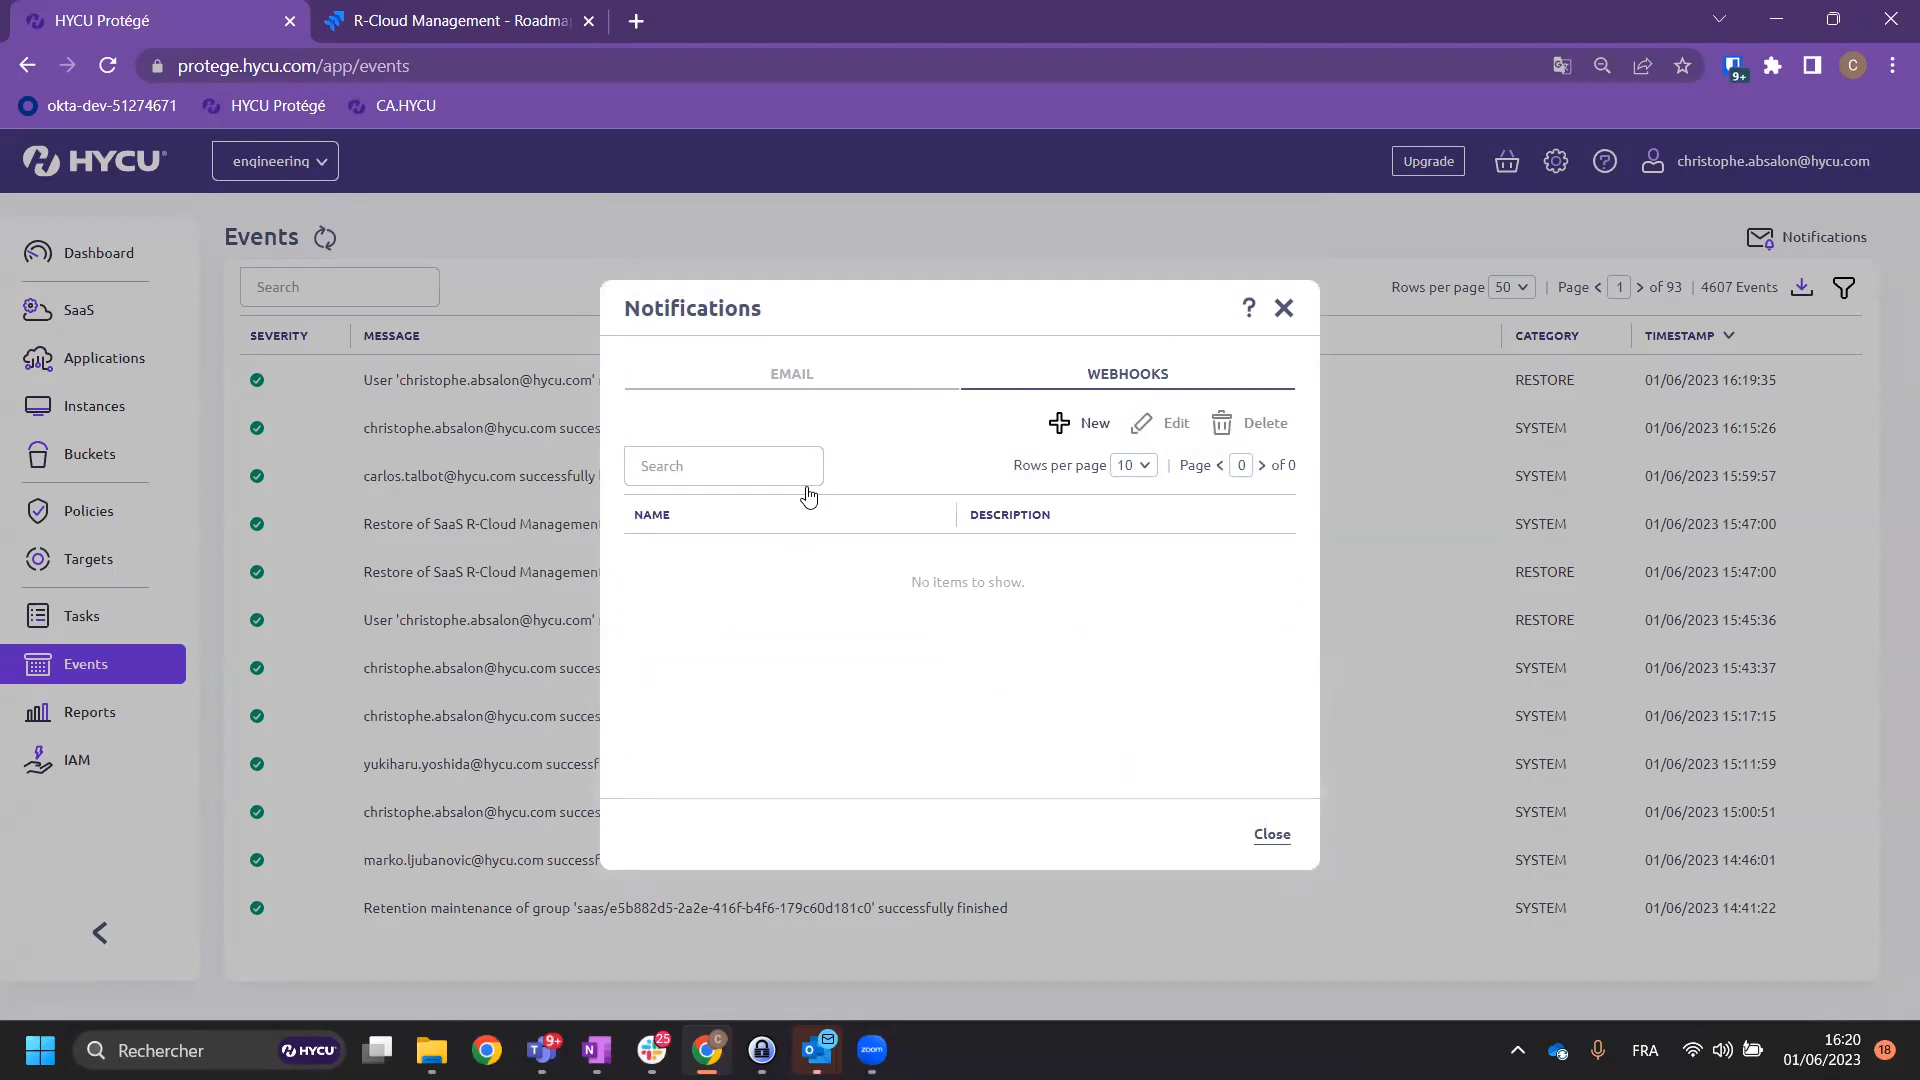 HYCU Protégé
R-Cloud Management - Roadma
protege.hycu.com/app/events
9+
C
okta-dev-51274671
HYCU Protégé
CA.HYCU
HYCU
engineering
Upgrade
christophe.absalon@hycu.com
Dashboard
SaaS
Applications
Instances
Buckets
Policies
Targets
Tasks
Events
Reports
IAM
Events
Notifications
Search
Rows per page 50 | Page < 1 > of 93 | 4607 Events
SEVERITY MESSAGE CATEGORY TIMESTAMP
User 'christophe.absalon@hycu.com' RESTORE 01/06/2023 16:19:35
christophe.absalon@hycu.com succes SYSTEM 01/06/2023 16:15:26
carlos.talbot@hycu.com successfully SYSTEM 01/06/2023 15:59:57
Restore of SaaS R-Cloud Management SYSTEM 01/06/2023 15:47:00
Restore of SaaS R-Cloud Management RESTORE 01/06/2023 15:47:00
User 'christophe.absalon@hycu.com' RESTORE 01/06/2023 15:45:36
christophe.absalon@hycu.com succes SYSTEM 01/06/2023 15:43:37
christophe.absalon@hycu.com succes SYSTEM 01/06/2023 15:17:15
yukiharu.yoshida@hycu.com successf SYSTEM 01/06/2023 15:11:59
christophe.absalon@hycu.com succes SYSTEM 01/06/2023 15:00:51
marko.ljubanovic@hycu.com successf SYSTEM 01/06/2023 14:46:01
Retention maintenance of group 'saas/e5b882d5-2a2e-416f-b4f6-179c60d181c0' successfully finished SYSTEM 01/06/2023 14:41:22
Notifications ?
EMAIL WEBHOOKS
New Edit Delete
Search
Rows per page 10 | Page < 0 > of 0
NAME DESCRIPTION
No items to show.
Close
Rechercher
HYCU
9+
25
C
zoom
FRA
16:20
01/06/2023
18